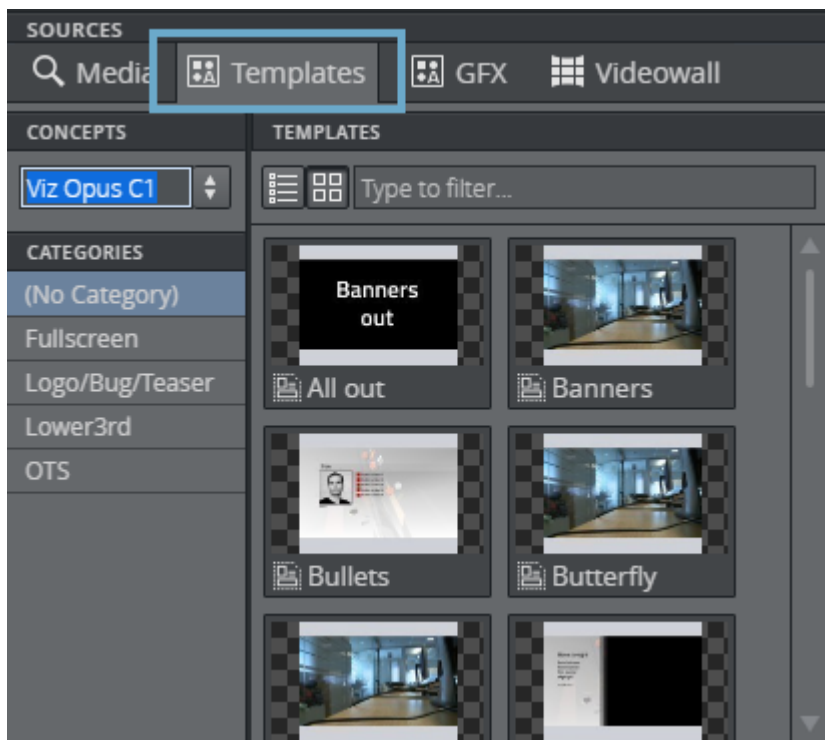 SOURCES
Media Templates GFX Videowall
CONCEPTS
TEMPLATES
Viz Opus C1
Type to filter...
CATEGORIES
(No Category)
Fullscreen
Logo/Bug/Teaser
Lower3rd
OTS
Banners
out
All out
Banners
Bullets
Butterfly